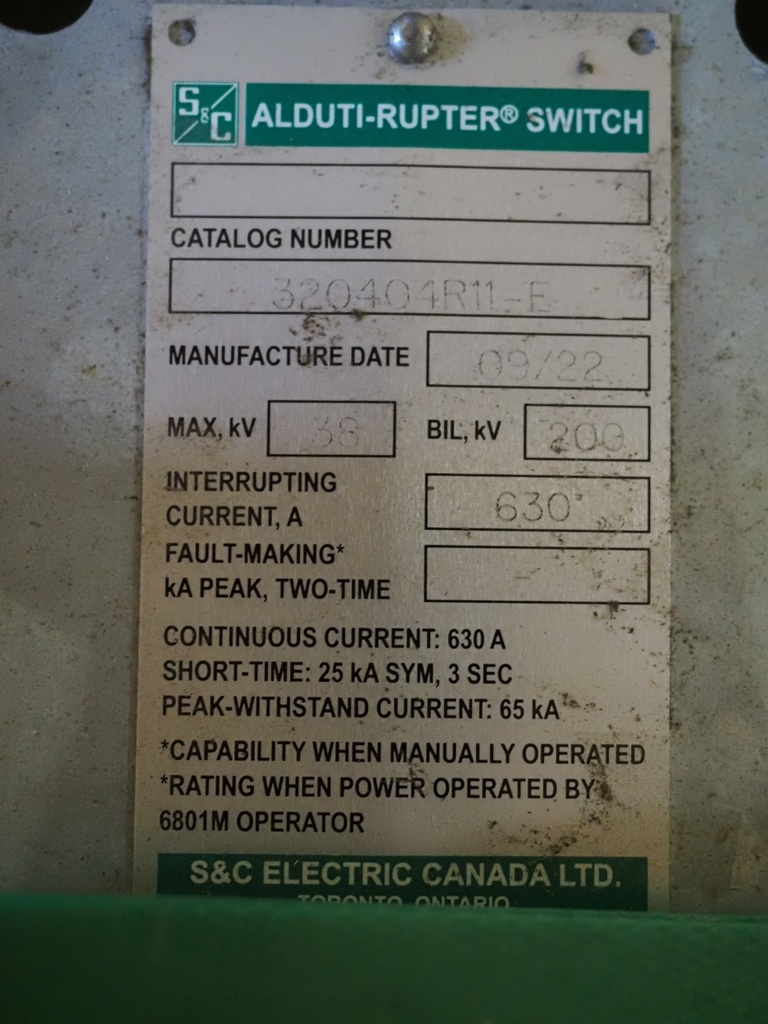 S&C ALDUTI-RUPTER® SWITCH
CATALOG NUMBER
320404R11-E
MANUFACTURE DATE 09/22
MAX, kV 38 BIL, kV 200
INTERRUPTING
CURRENT, A 630
FAULT-MAKING*
kA PEAK, TWO-TIME
CONTINUOUS CURRENT: 630 A
SHORT-TIME: 25 kA SYM, 3 SEC
PEAK-WITHSTAND CURRENT: 65 kA
*CAPABILITY WHEN MANUALLY OPERATED
*RATING WHEN POWER OPERATED BY
6801M OPERATOR
S&C ELECTRIC CANADA LTD.
TORONTO, ONTARIO